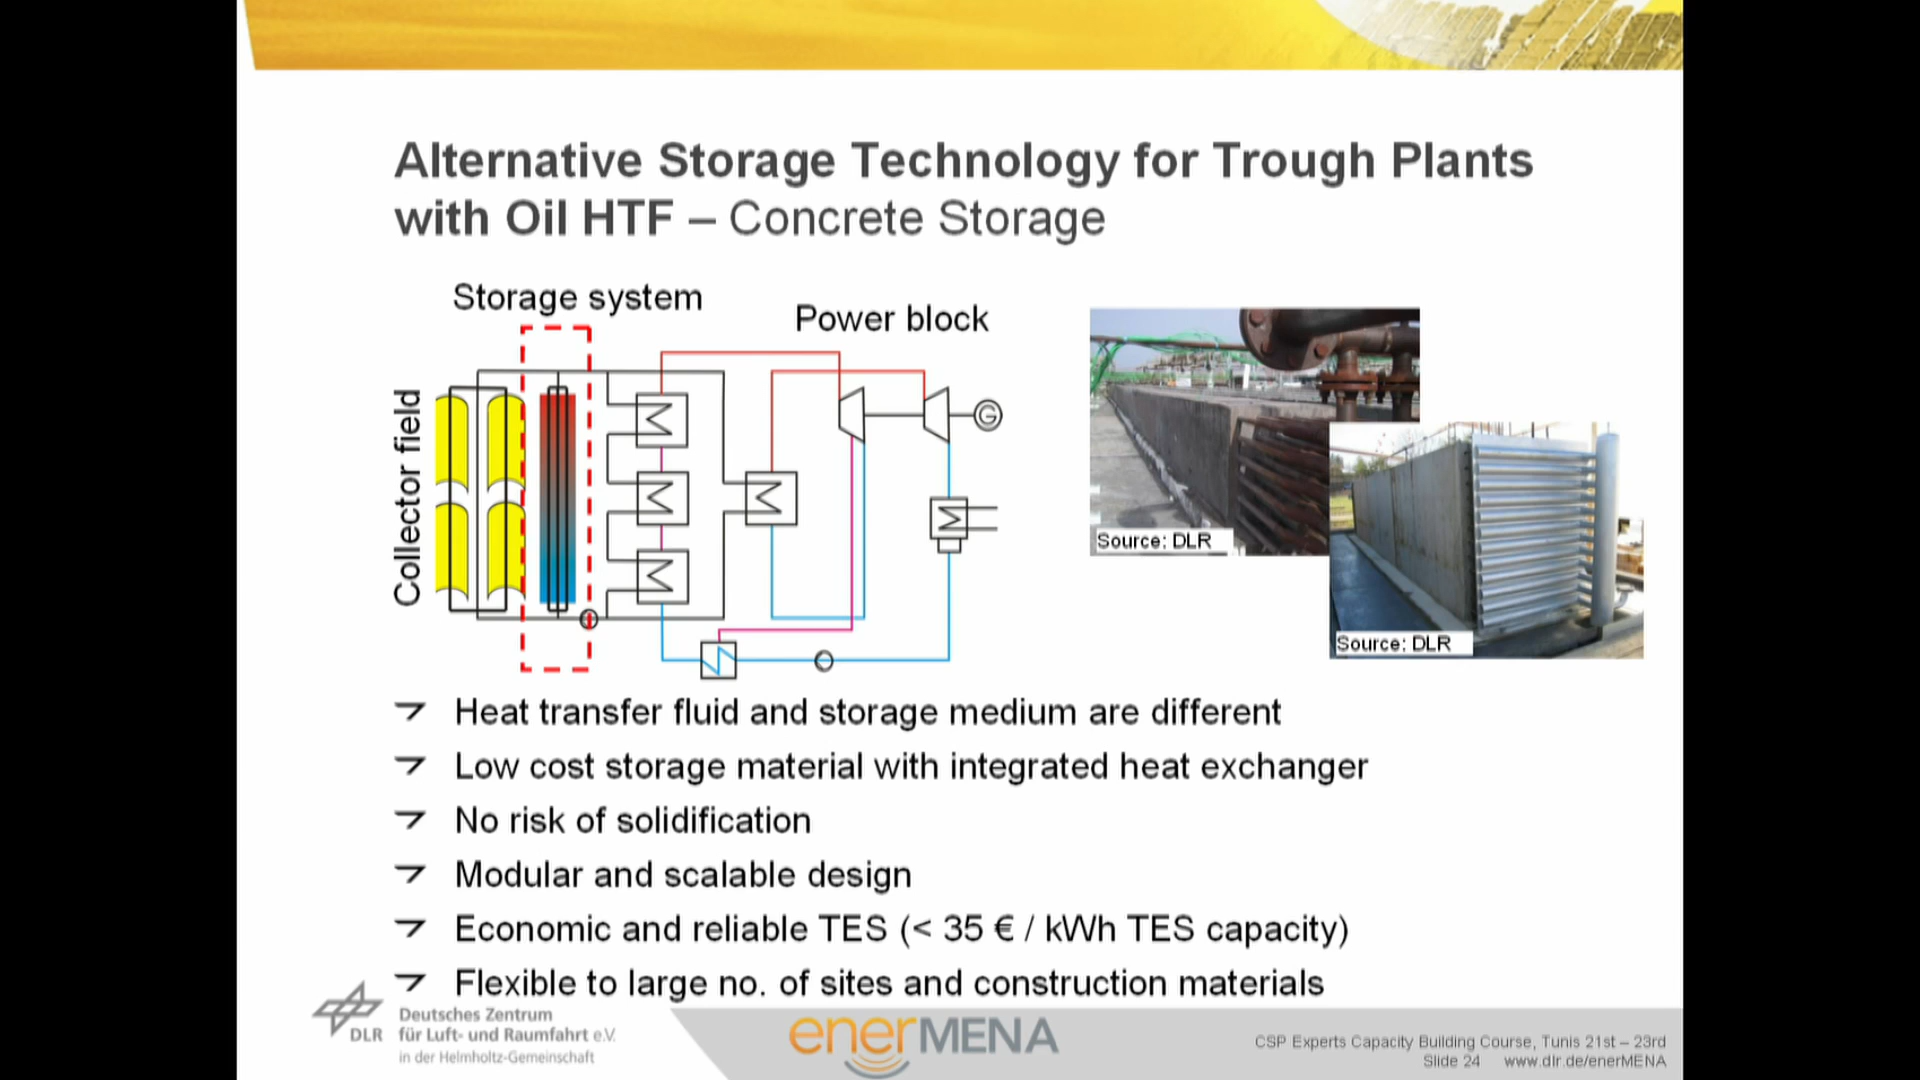 Alternative Storage Technology for Trough Plants
with Oil HTF – Concrete Storage
Storage system
Power block
Collector field
G
Source: DLR
Source: DLR
Heat transfer fluid and storage medium are different
Low cost storage material with integrated heat exchanger
No risk of solidification
Modular and scalable design
Economic and reliable TES (< 35 € / kWh TES capacity)
Flexible to large no. of sites and construction materials
DLR
Deutsches Zentrum
für Luft- und Raumfahrt e.V.
in der Helmholtz-Gemeinschaft
enerMENA
CSP Experts Capacity Building Course, Tunis 21st – 23rd
Slide 24 www.dlr.de/enerMENA